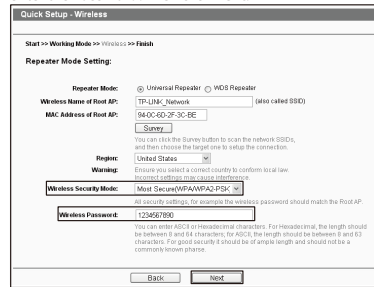 Quick Setup - Wireless
Start >> Working Mode >> Wireless >> Finish
Repeater Mode Setting:
Repeater Mode: Universal Repeater WDS Repeater
Wireless Name of Root AP: TP-LINK_Network (also called SSID)
MAC Address of Root AP: 94-0C-6D-2F-3C-BE
Survey
You can click the Survey button to scan the network SSIDs,
and then choose the target one to setup the connection.
Region: United States
Warning: Ensure you select a correct country to conform local law.
Incorrect settings may cause interference.
Wireless Security Mode: Most Secure(WPA/WPA2-PSK)
All security settings, for example the wireless password should match the Root AP.
Wireless Password: 1234567890
You can enter ASCII or Hexadecimal characters. For Hexadecimal, the length should
be between 8 and 64 characters; for ASCII, the length should be between 8 and 63
characters. For good security it should be of ample length and should not be a
commonly known pharse.
Back Next